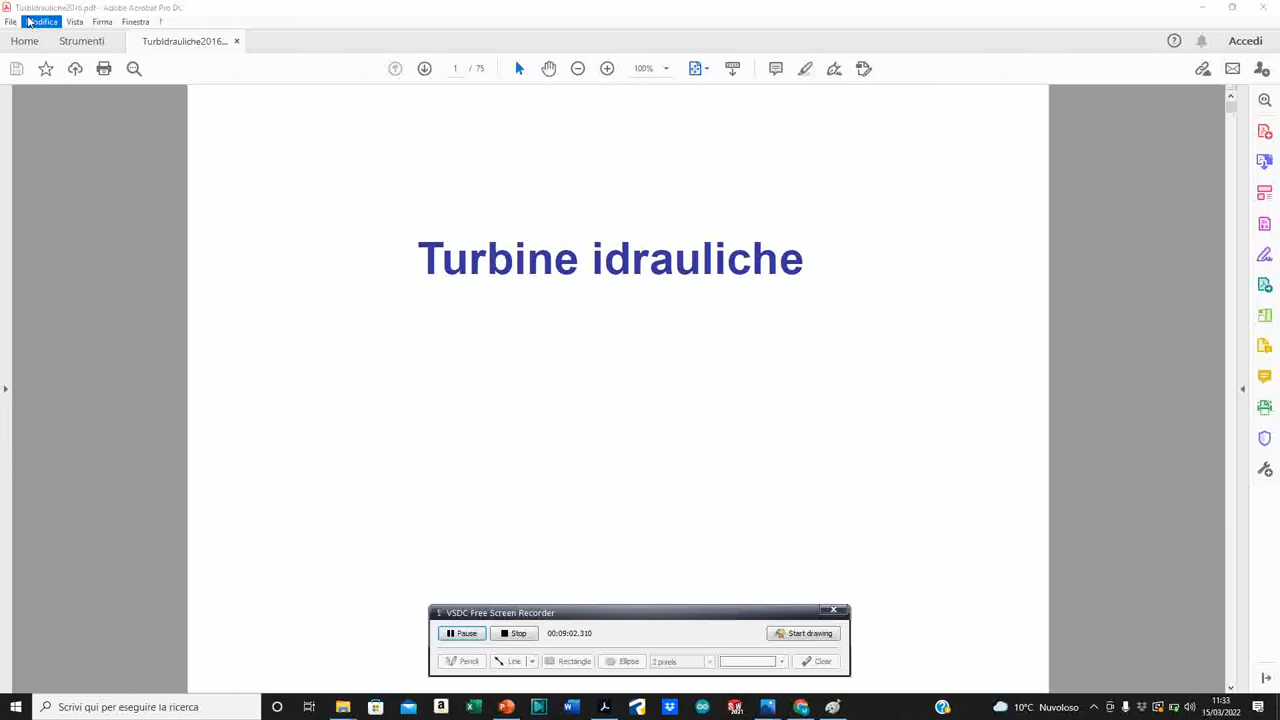 TurbIdrauliche2016.pdf - Adobe Acrobat Pro DC
File Modifica Vista Firma Finestra ?
Home Strumenti TurbIdrauliche2016... × Accedi
1 / 75 100%
Turbine idrauliche
VSDC Free Screen Recorder
Pause Stop 00:09:02.310 Start drawing
Pencil Line Rectangle Ellipse 2 pixels Clear
Scrivi qui per eseguire la ricerca
10°C Nuvoloso
11:33
15/03/2022